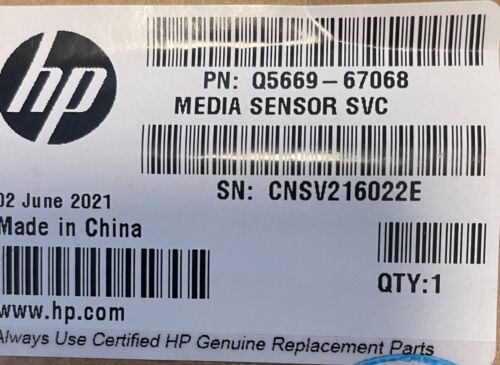 hp
PN: Q5669-67068
MEDIA SENSOR SVC
SN: CNSV216022E
02 June 2021
Made in China
QTY:1
www.hp.com
Always Use Certified HP Genuine Replacement Parts